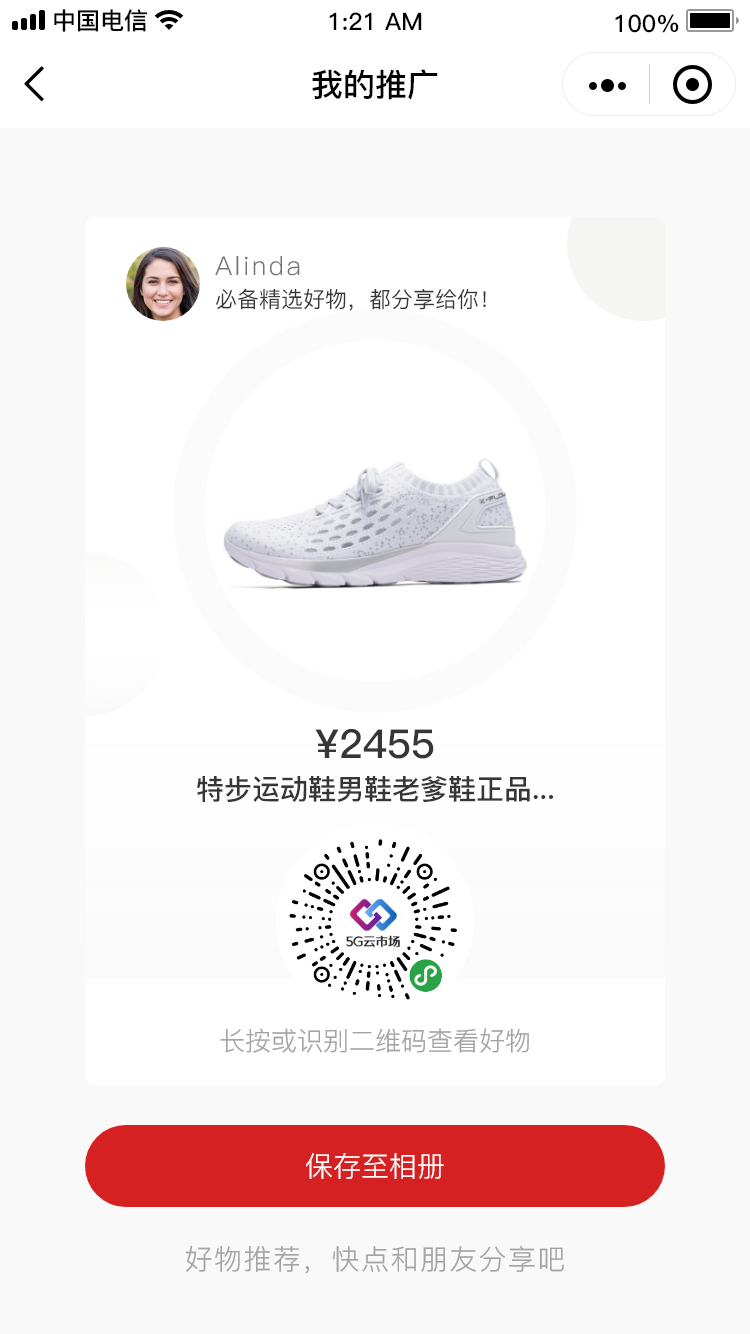 中国电信
1:21 AM
100%
我的推广
Alinda
必备精选好物，都分享给你！
¥2455
特步运动鞋男鞋老爹鞋正品...
5G云市场
长按或识别二维码查看好物
保存至相册
好物推荐，快点和朋友分享吧